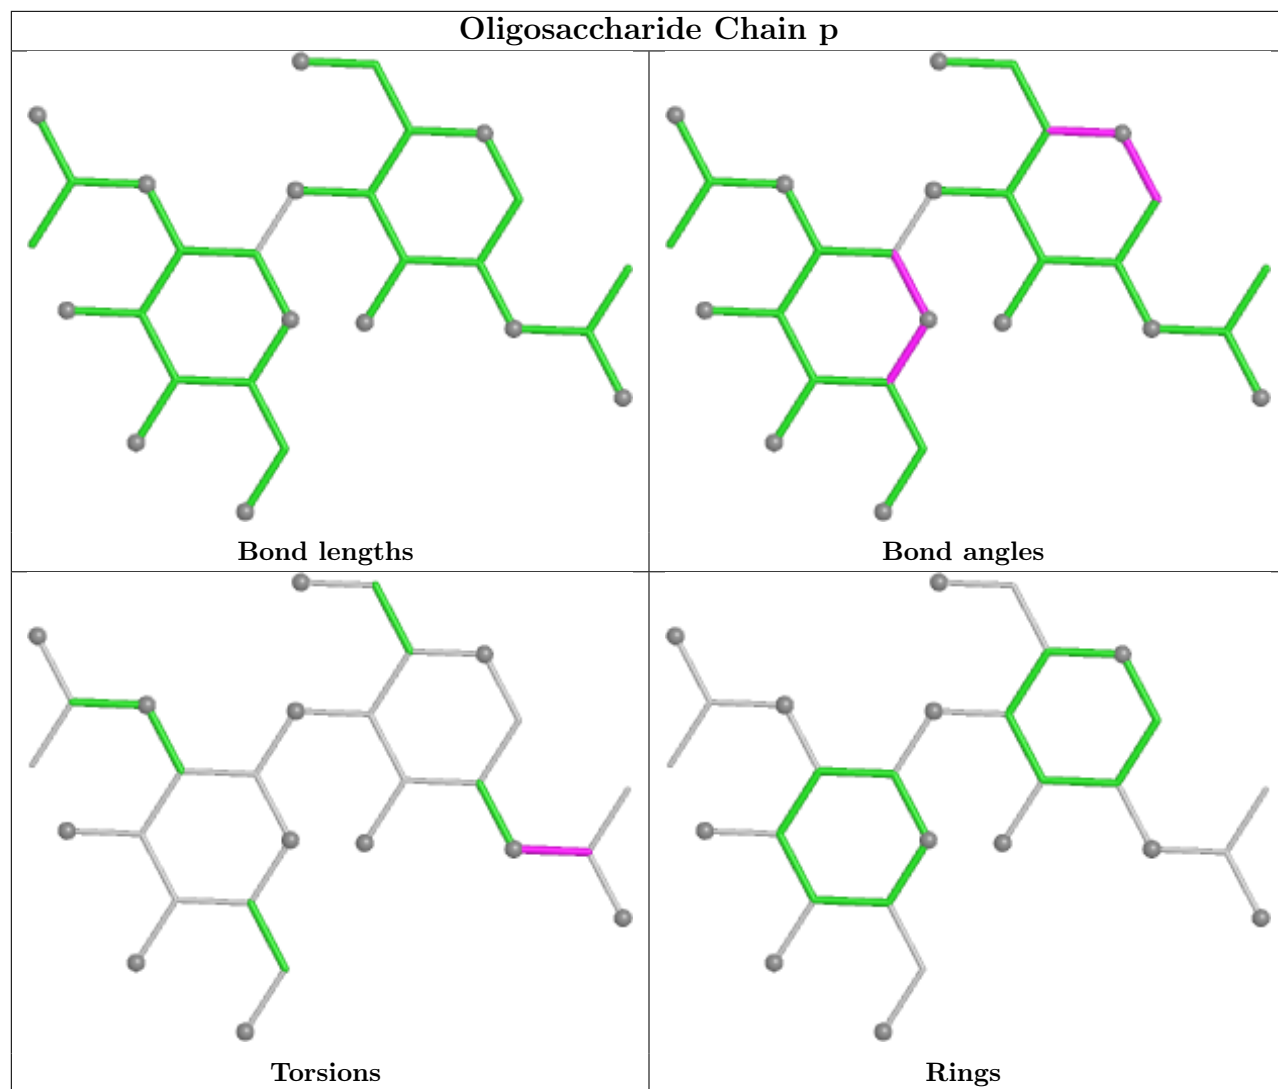 Oligosaccharide Chain p
Bond lengths
Bond angles
Torsions
Rings